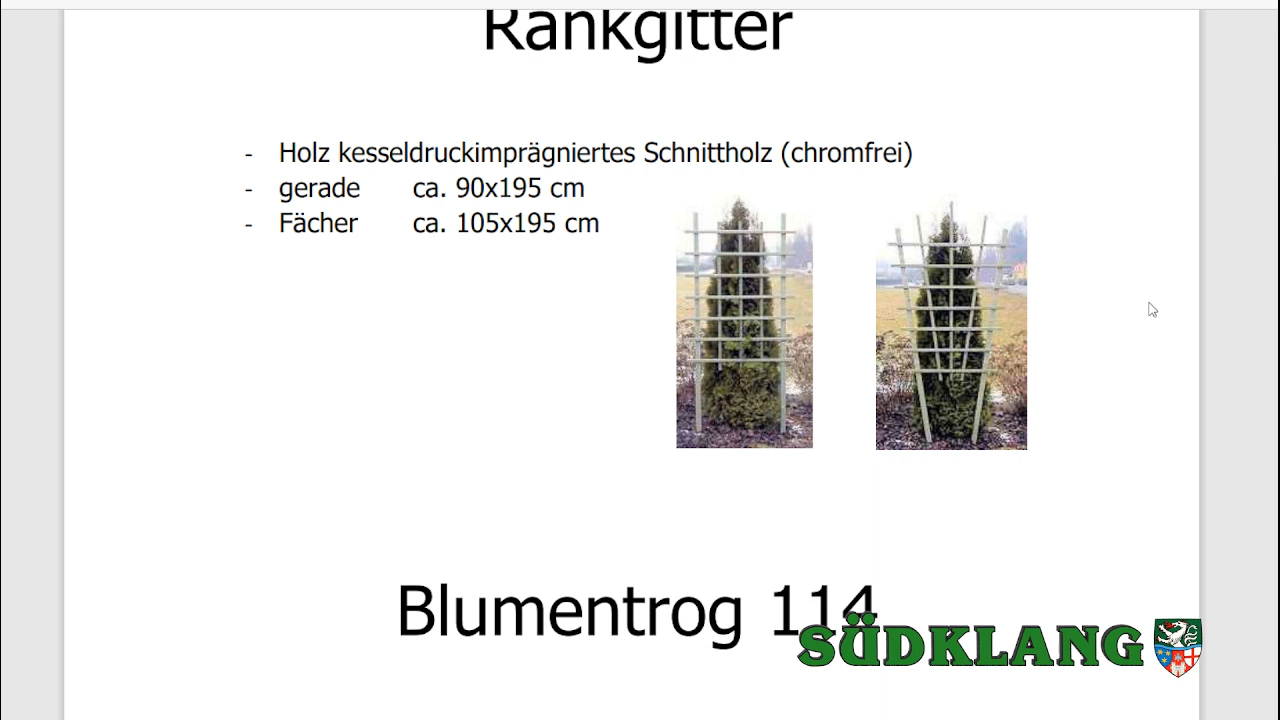 Rankgitter
- Holz kesseldruckimprägniertes Schnittholz (chromfrei)
- gerade ca. 90x195 cm
- Fächer ca. 105x195 cm
Blumentrog 114
SÜDKLANG